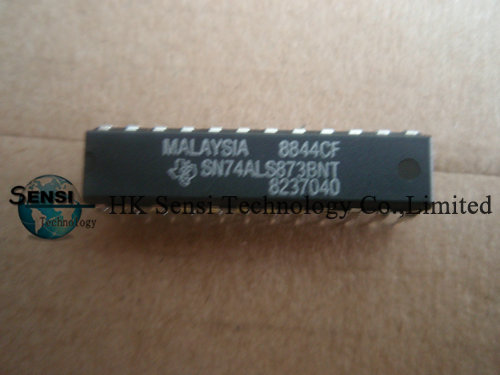 MALAYSIA 8844CF
SN74ALS873BNT
8237040
SENSI
Technology
HK Sensi Technology Co.,Limited